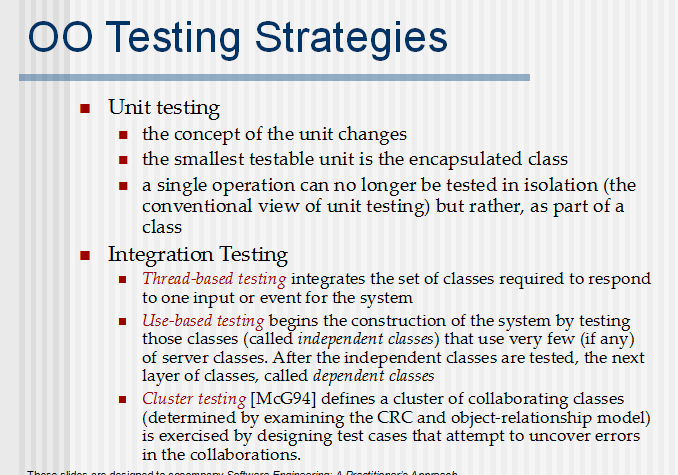 OO Testing Strategies
Unit testing
the concept of the unit changes
the smallest testable unit is the encapsulated class
a single operation can no longer be tested in isolation (the
conventional view of unit testing) but rather, as part of a
class
Integration Testing
Thread-based testing integrates the set of classes required to respond
to one input or event for the system
Use-based testing begins the construction of the system by testing
those classes (called independent classes) that use very few (if any)
of server classes. After the independent classes are tested, the next
layer of classes, called dependent classes
Cluster testing [McG94] defines a cluster of collaborating classes
(determined by examining the CRC and object-relationship model)
is exercised by designing test cases that attempt to uncover errors
in the collaborations.
These slides are designed to accompany Software Engineering: A Practitioner's Approach